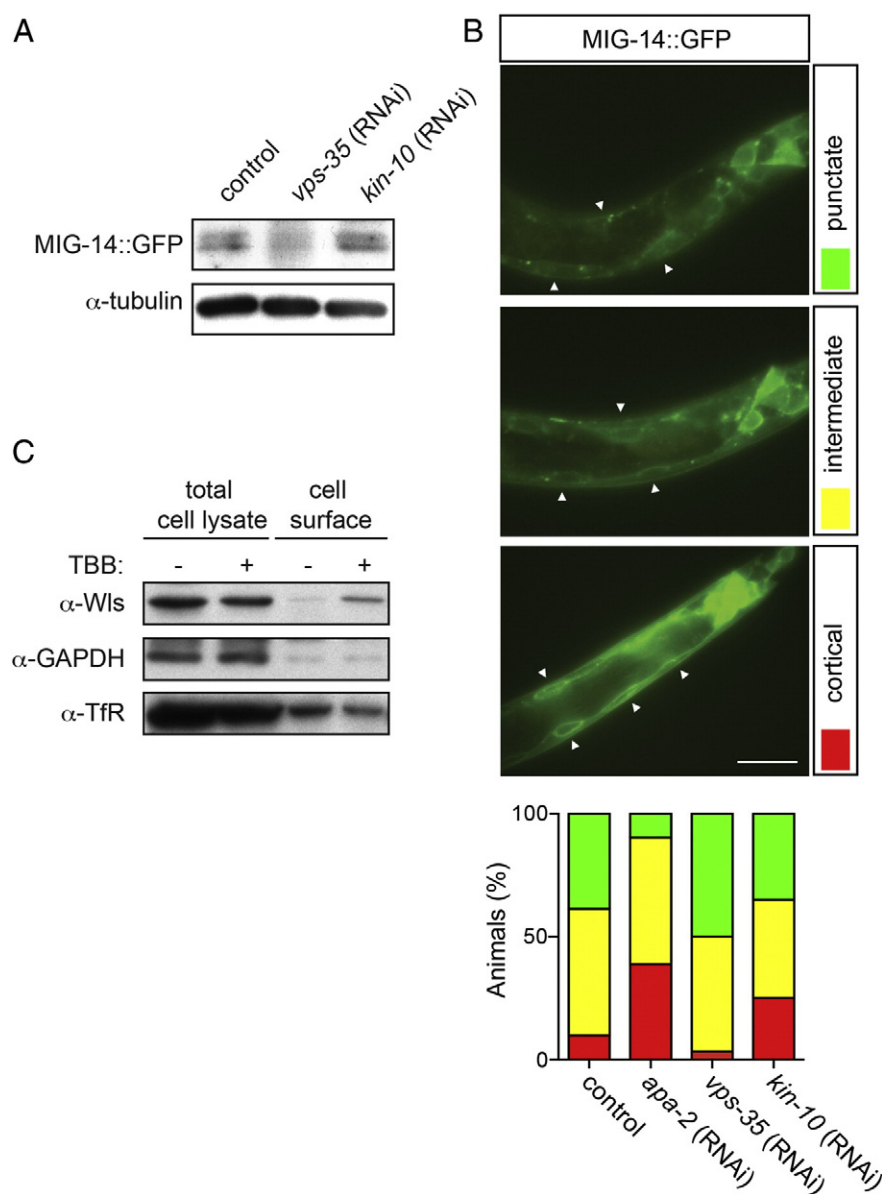 A
control
vps-35 (RNAi)
kin-10 (RNAi)
MIG-14::GFP
α-tubulin
B
MIG-14::GFP
punctate
intermediate
cortical
C
total
cell lysate
cell
surface
TBB: - + - +
α-Wls
α-GAPDH
α-TfR
100
50
0
Animals (%)
control
apa-2 (RNAi)
vps-35 (RNAi)
kin-10 (RNAi)